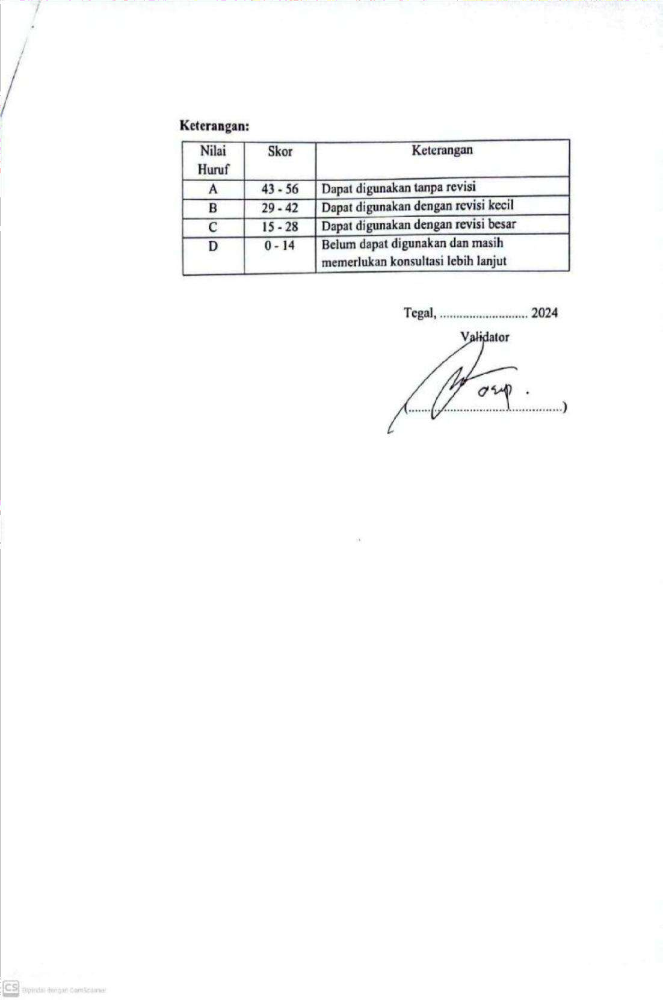 Keterangan:
Nilai Huruf Skor Keterangan
A 43 - 56 Dapat digunakan tanpa revisi
B 29 - 42 Dapat digunakan dengan revisi kecil
C 15 - 28 Dapat digunakan dengan revisi besar
D 0 - 14 Belum dapat digunakan dan masih
memerlukan konsultasi lebih lanjut
Tegal, ............................ 2024
Validator
(..................................................)
CS Dipindai dengan CamScanner